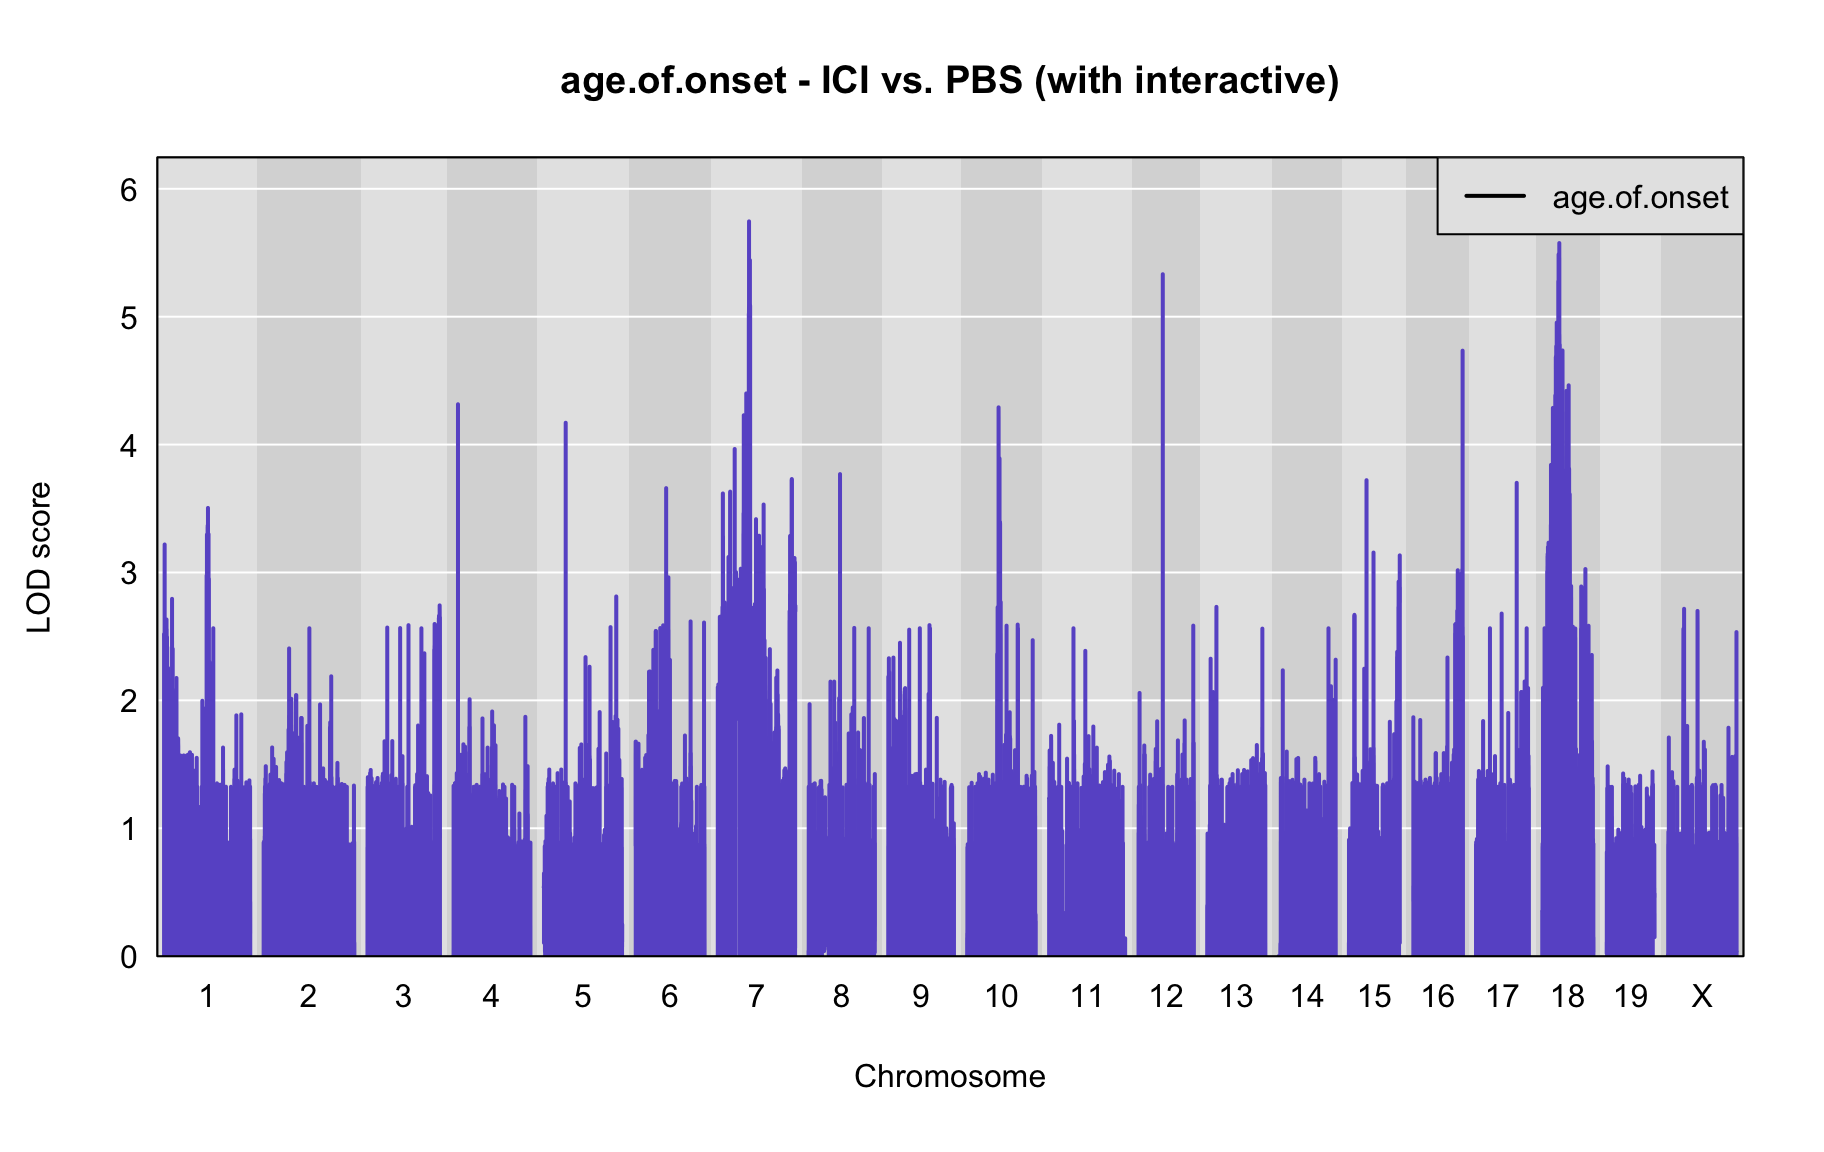 age.of.onset - ICI vs. PBS (with interactive)
age.of.onset
6
5
4
3
2
1
0
LOD score
1 2 3 4 5 6 7 8 9 10 11 12 13 14 15 16 17 18 19 X
Chromosome